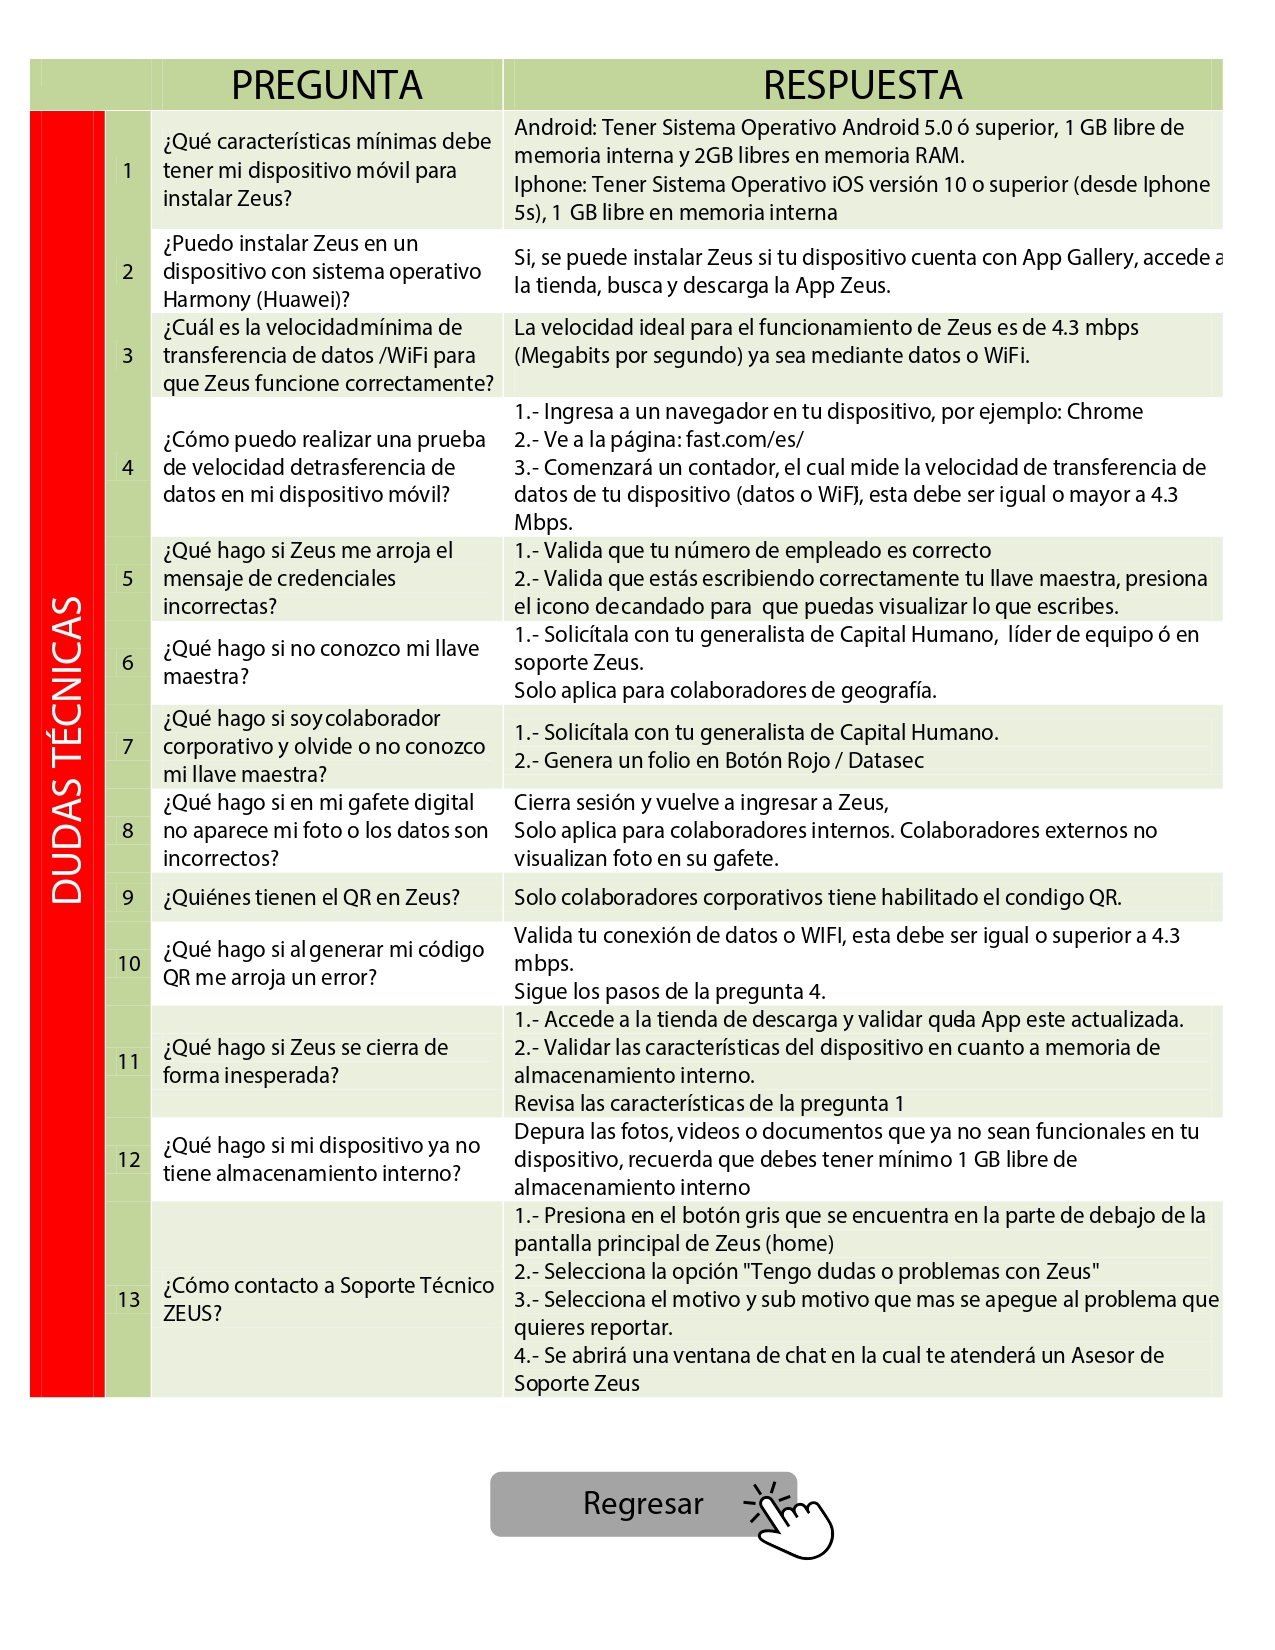 PREGUNTA
RESPUESTA
DUDAS TÉCNICAS
1
¿Qué características mínimas debe
tener mi dispositivo móvil para
instalar Zeus?
Android: Tener Sistema Operativo Android 5.0 ó superior, 1 GB libre de
memoria interna y 2GB libres en memoria RAM.
Iphone: Tener Sistema Operativo iOS versión 10 o superior (desde Iphone
5s), 1 GB libre en memoria interna
2
¿Puedo instalar Zeus en un
dispositivo con sistema operativo
Harmony (Huawei)?
Si, se puede instalar Zeus si tu dispositivo cuenta con App Gallery, accede a
la tienda, busca y descarga la App Zeus.
3
¿Cuál es la velocidad mínima de
transferencia de datos /WiFi para
que Zeus funcione correctamente?
La velocidad ideal para el funcionamiento de Zeus es de 4.3 mbps
(Megabits por segundo) ya sea mediante datos o WiFi.
4
¿Cómo puedo realizar una prueba
de velocidad de trasferencia de
datos en mi dispositivo móvil?
1.- Ingresa a un navegador en tu dispositivo, por ejemplo: Chrome
2.- Ve a la página: fast.com/es/
3.- Comenzará un contador, el cual mide la velocidad de transferencia de
datos de tu dispositivo (datos o WiFi), esta debe ser igual o mayor a 4.3
Mbps.
5
¿Qué hago si Zeus me arroja el
mensaje de credenciales
incorrectas?
1.- Valida que tu número de empleado es correcto
2.- Valida que estás escribiendo correctamente tu llave maestra, presiona
el icono de candado para que puedas visualizar lo que escribes.
6
¿Qué hago si no conozco mi llave
maestra?
1.- Solicítala con tu generalista de Capital Humano, líder de equipo ó en
soporte Zeus.
Solo aplica para colaboradores de geografía.
7
¿Qué hago si soy colaborador
corporativo y olvide o no conozco
mi llave maestra?
1.- Solicítala con tu generalista de Capital Humano.
2.- Genera un folio en Botón Rojo / Datasec
8
¿Qué hago si en mi gafete digital
no aparece mi foto o los datos son
incorrectos?
Cierra sesión y vuelve a ingresar a Zeus,
Solo aplica para colaboradores internos. Colaboradores externos no
visualizan foto en su gafete.
9
¿Quiénes tienen el QR en Zeus?
Solo colaboradores corporativos tiene habilitado el condigo QR.
10
¿Qué hago si al generar mi código
QR me arroja un error?
Valida tu conexión de datos o WIFI, esta debe ser igual o superior a 4.3
mbps.
Sigue los pasos de la pregunta 4.
11
¿Qué hago si Zeus se cierra de
forma inesperada?
1.- Accede a la tienda de descarga y validar que la App este actualizada.
2.- Validar las características del dispositivo en cuanto a memoria de
almacenamiento interno.
Revisa las características de la pregunta 1
12
¿Qué hago si mi dispositivo ya no
tiene almacenamiento interno?
Depura las fotos, videos o documentos que ya no sean funcionales en tu
dispositivo, recuerda que debes tener mínimo 1 GB libre de
almacenamiento interno
13
¿Cómo contacto a Soporte Técnico
ZEUS?
1.- Presiona en el botón gris que se encuentra en la parte de debajo de la
pantalla principal de Zeus (home)
2.- Selecciona la opción "Tengo dudas o problemas con Zeus"
3.- Selecciona el motivo y sub motivo que mas se apegue al problema que
quieres reportar.
4.- Se abrirá una ventana de chat en la cual te atenderá un Asesor de
Soporte Zeus
Regresar